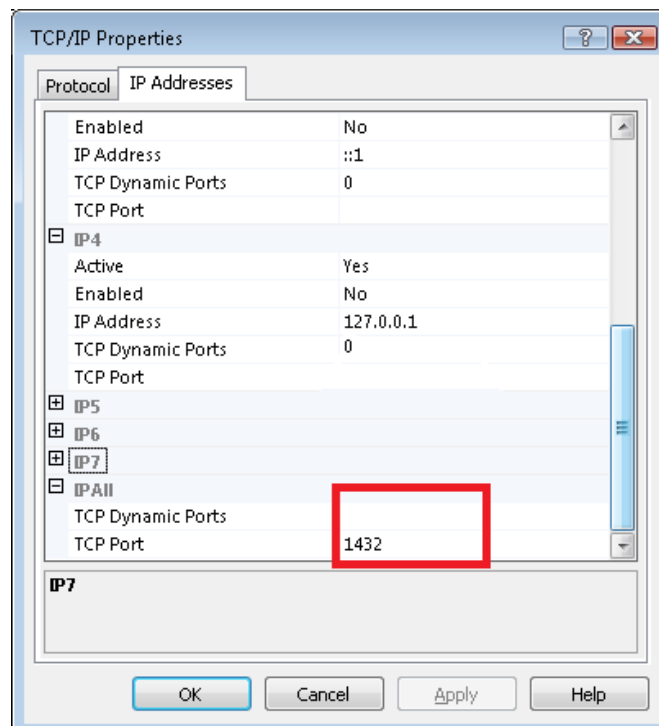 TCP/IP Properties
?
Protocol IP Addresses
Enabled No
IP Address ::1
TCP Dynamic Ports 0
TCP Port
IP4
Active Yes
Enabled No
IP Address 127.0.0.1
TCP Dynamic Ports 0
TCP Port
IP5
IP6
IP7
IPAll
TCP Dynamic Ports
TCP Port 1432
IP7
OK Cancel Apply Help